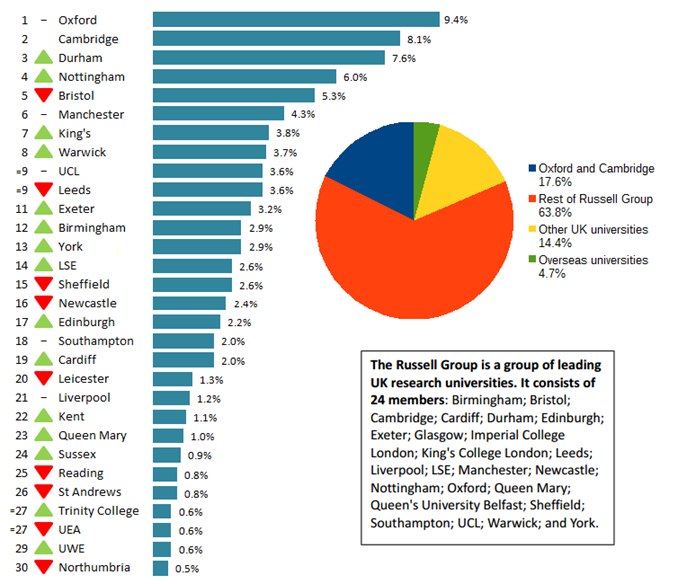 1 – Oxford 9.4%
2 Cambridge 8.1%
3 Durham 7.6%
4 Nottingham 6.0%
5 Bristol 5.3%
6 – Manchester 4.3%
7 King's 3.8%
8 Warwick 3.7%
=9 – UCL 3.6%
=9 Leeds 3.6%
11 Exeter 3.2%
12 Birmingham 2.9%
13 York 2.9%
14 LSE 2.6%
15 Sheffield 2.6%
16 Newcastle 2.4%
17 Edinburgh 2.2%
18 – Southampton 2.0%
19 Cardiff 2.0%
20 Leicester 1.3%
21 – Liverpool 1.2%
22 Kent 1.1%
23 Queen Mary 1.0%
24 Sussex 0.9%
25 Reading 0.8%
26 St Andrews 0.8%
=27 Trinity College 0.6%
=27 UEA 0.6%
29 UWE 0.6%
30 Northumbria 0.5%
Oxford and Cambridge
17.6%
Rest of Russell Group
63.8%
Other UK universities
14.4%
Overseas universities
4.7%
The Russell Group is a group of leading
UK research universities. It consists of
24 members: Birmingham; Bristol;
Cambridge; Cardiff; Durham; Edinburgh;
Exeter; Glasgow; Imperial College
London; King's College London; Leeds;
Liverpool; LSE; Manchester; Newcastle;
Nottingham; Oxford; Queen Mary;
Queen's University Belfast; Sheffield;
Southampton; UCL; Warwick; and York.